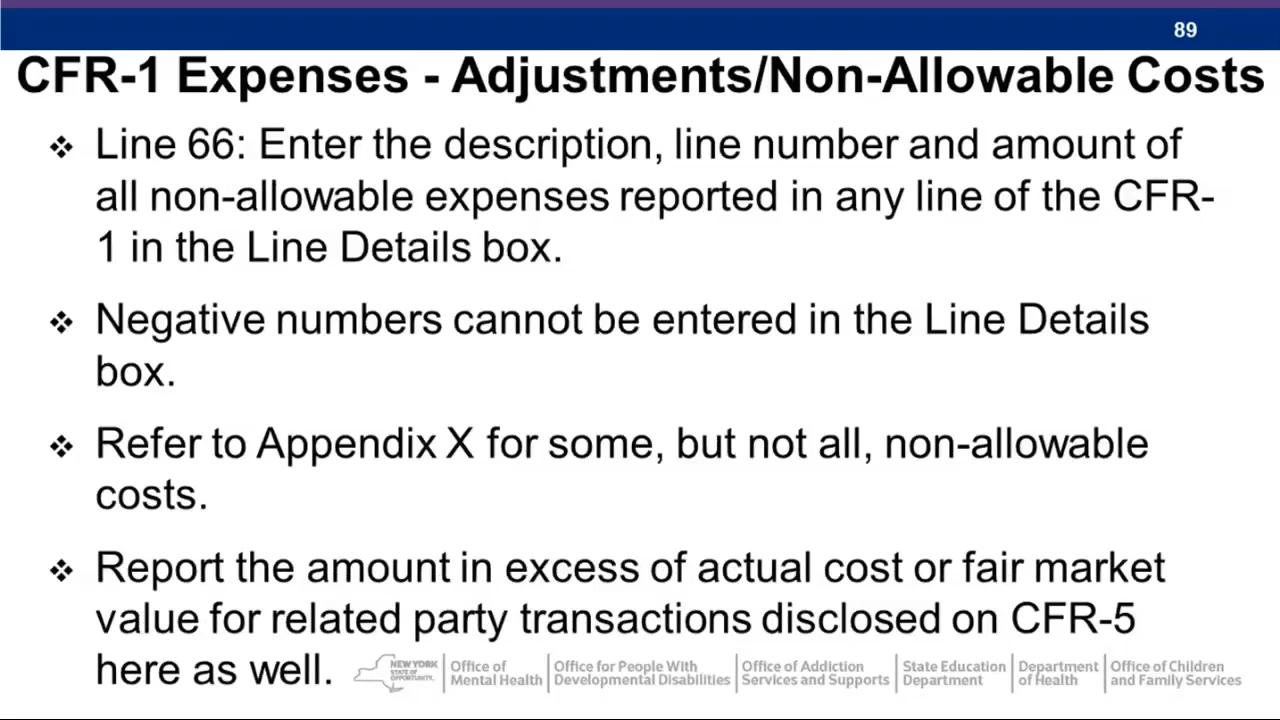 89
CFR-1 Expenses - Adjustments/Non-Allowable Costs
❖ Line 66: Enter the description, line number and amount of
all non-allowable expenses reported in any line of the CFR-
1 in the Line Details box.
❖ Negative numbers cannot be entered in the Line Details
box.
❖ Refer to Appendix X for some, but not all, non-allowable
costs.
❖ Report the amount in excess of actual cost or fair market
value for related party transactions disclosed on CFR-5
here as well.
NEW YORK
STATE OF
OPPORTUNITY.
Office of
Mental Health
Office for People With
Developmental Disabilities
Office of Addiction
Services and Supports
State Education
Department
Department
of Health
Office of Children
and Family Services